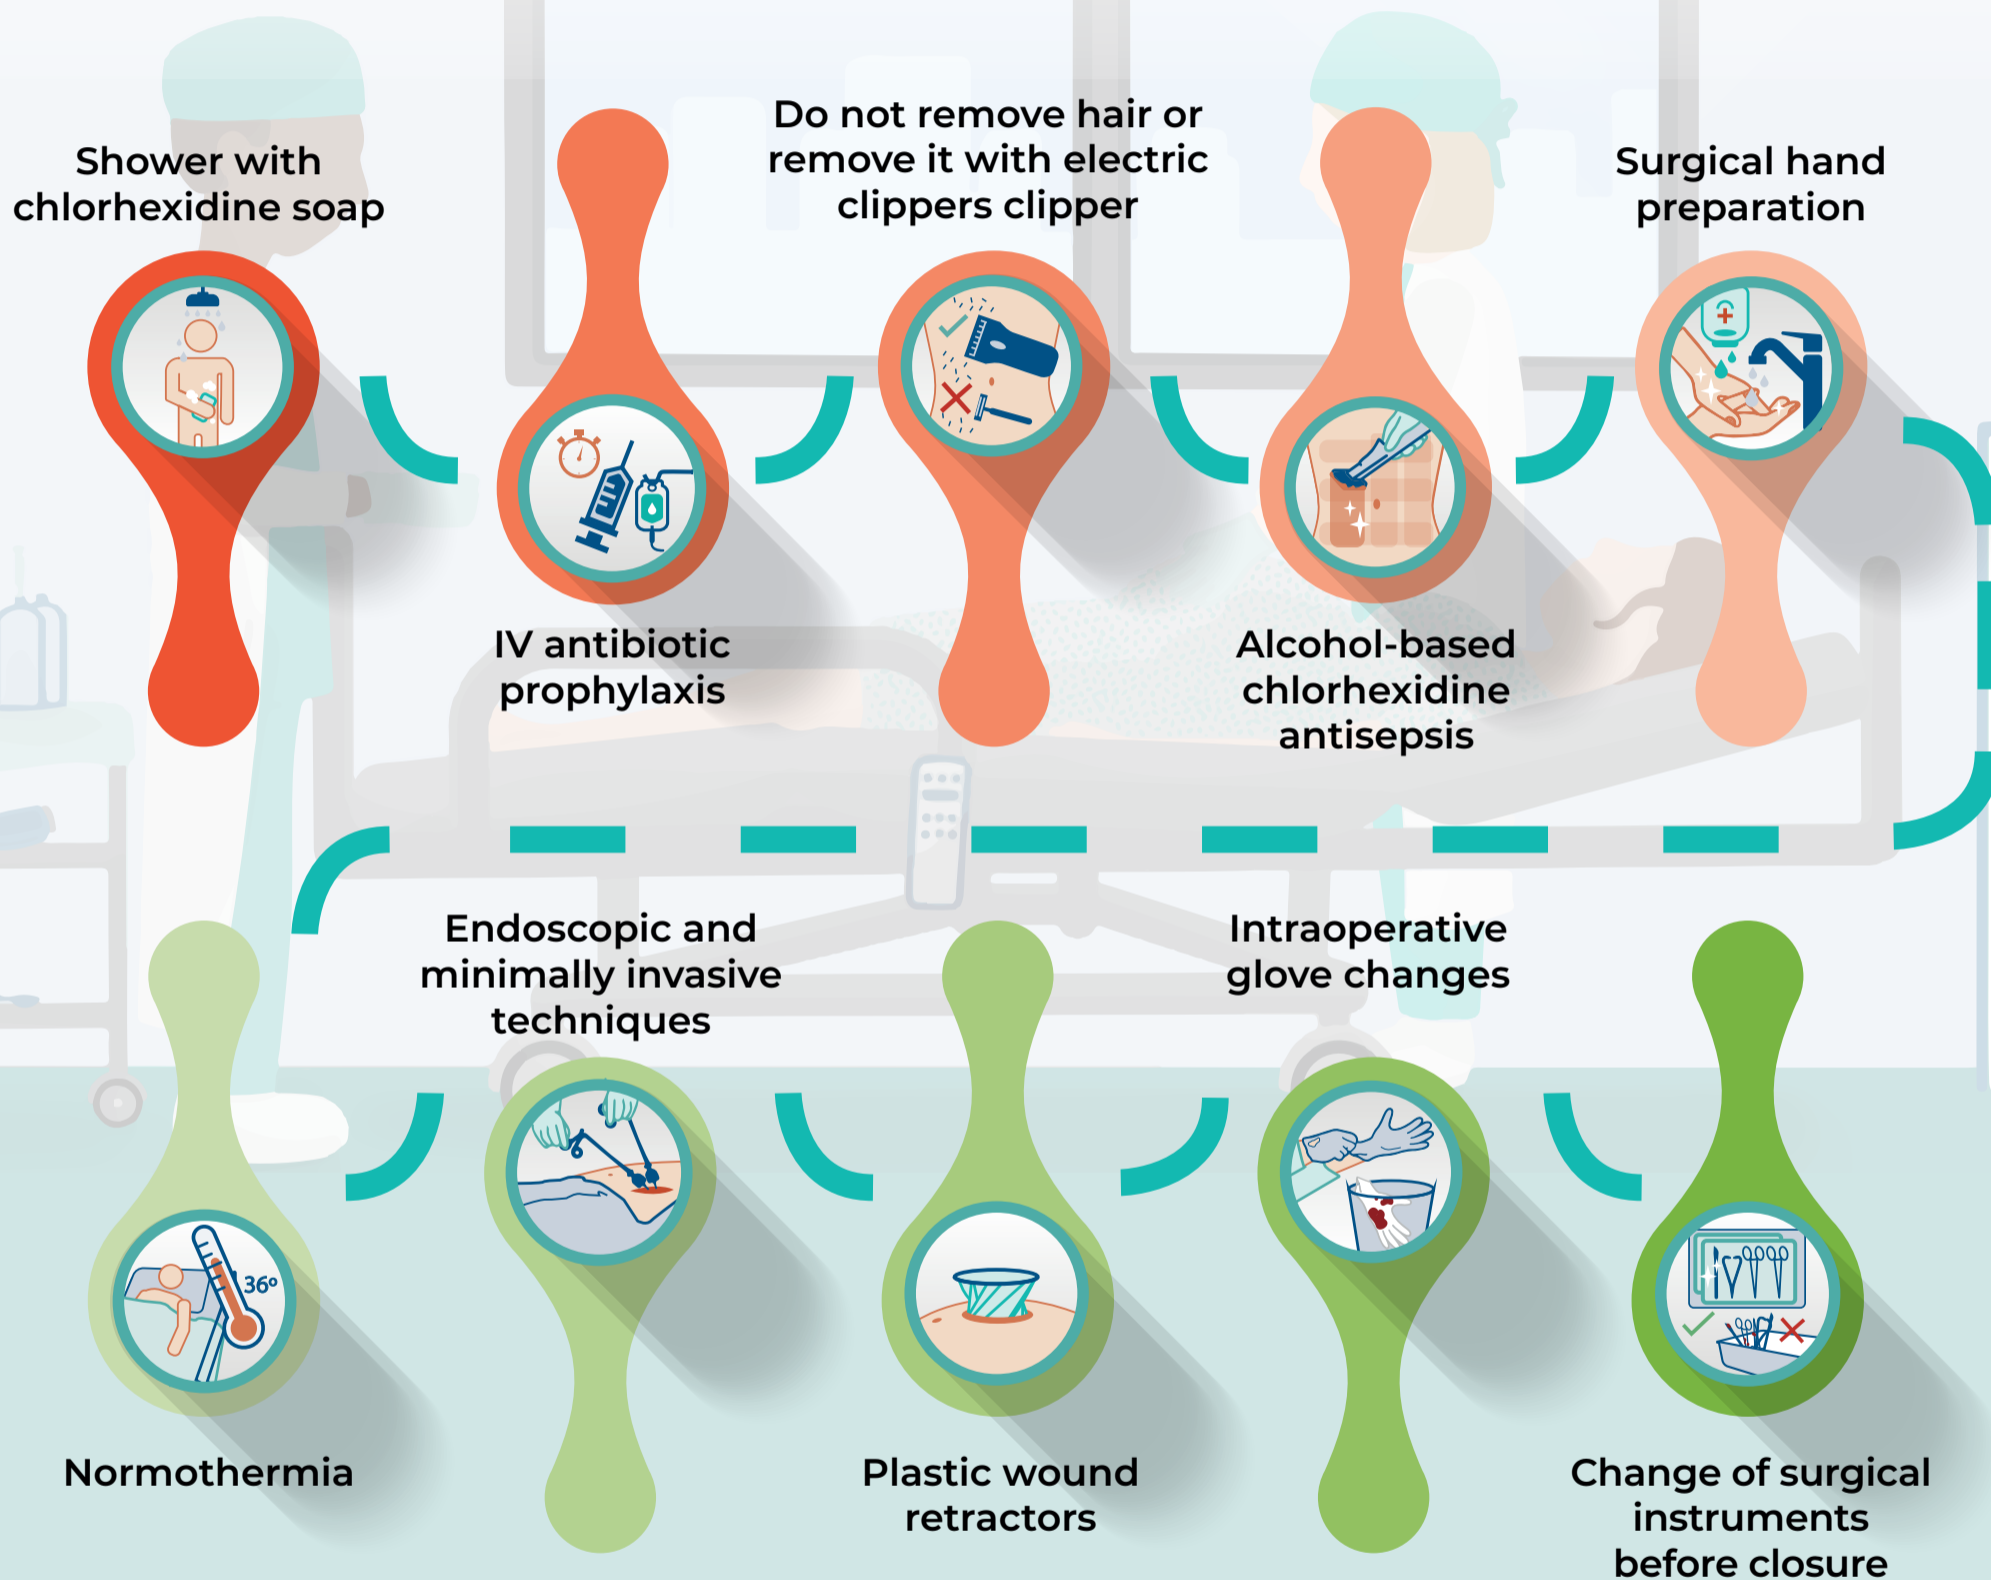 Shower with
chlorhexidine soap
IV antibiotic
prophylaxis
Do not remove hair or
remove it with electric
clippers clipper
Alcohol-based
chlorhexidine
antisepsis
Surgical hand
preparation
36º
Normothermia
Endoscopic and
minimally invasive
techniques
Plastic wound
retractors
Intraoperative
glove changes
Change of surgical
instruments
before closure